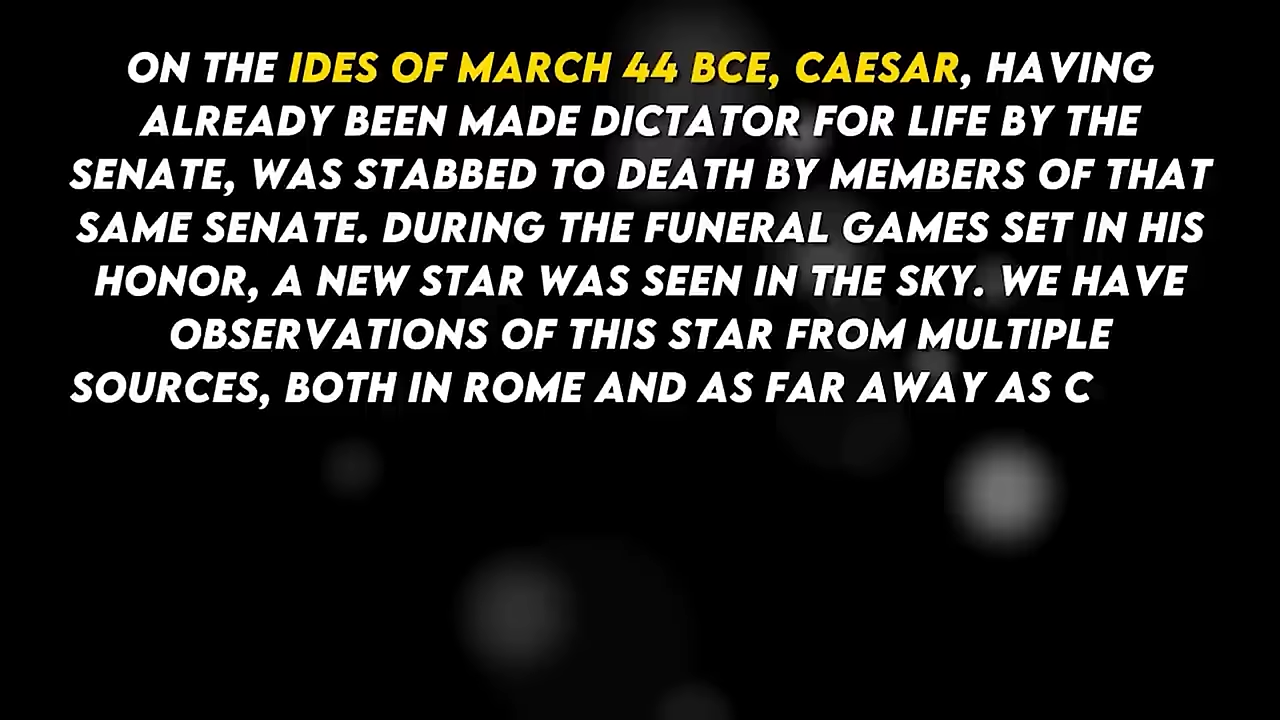 ON THE IDES OF MARCH 44 BCE, CAESAR, HAVING
ALREADY BEEN MADE DICTATOR FOR LIFE BY THE
SENATE, WAS STABBED TO DEATH BY MEMBERS OF THAT
SAME SENATE. DURING THE FUNERAL GAMES SET IN HIS
HONOR, A NEW STAR WAS SEEN IN THE SKY. WE HAVE
OBSERVATIONS OF THIS STAR FROM MULTIPLE
SOURCES, BOTH IN ROME AND AS FAR AWAY AS C